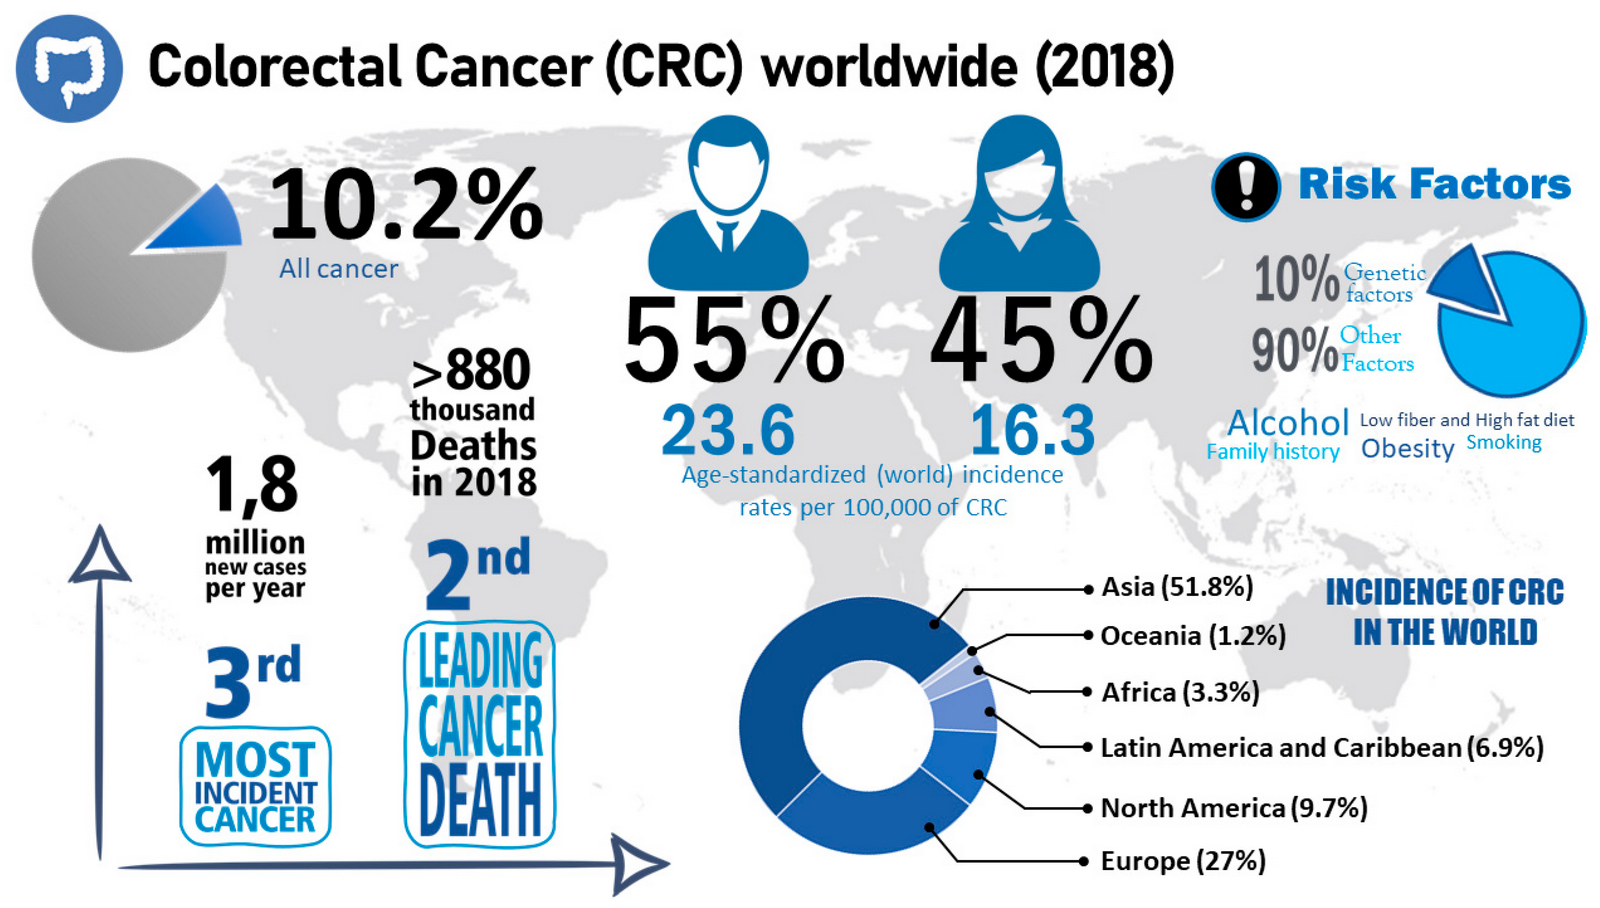 Colorectal Cancer (CRC) worldwide (2018)
10.2%
All cancer
55%
45%
23.6
16.3
Age-standardized (world) incidence
rates per 100,000 of CRC
Risk Factors
10% Genetic
factors
90% Other
Factors
Alcohol Low fiber and High fat diet
Family history Obesity Smoking
>880
thousand
Deaths
in 2018
1,8
million
new cases
per year
2nd
LEADING
CANCER
DEATH
3rd
MOST
INCIDENT
CANCER
INCIDENCE OF CRC
IN THE WORLD
Asia (51.8%)
Oceania (1.2%)
Africa (3.3%)
Latin America and Caribbean (6.9%)
North America (9.7%)
Europe (27%)